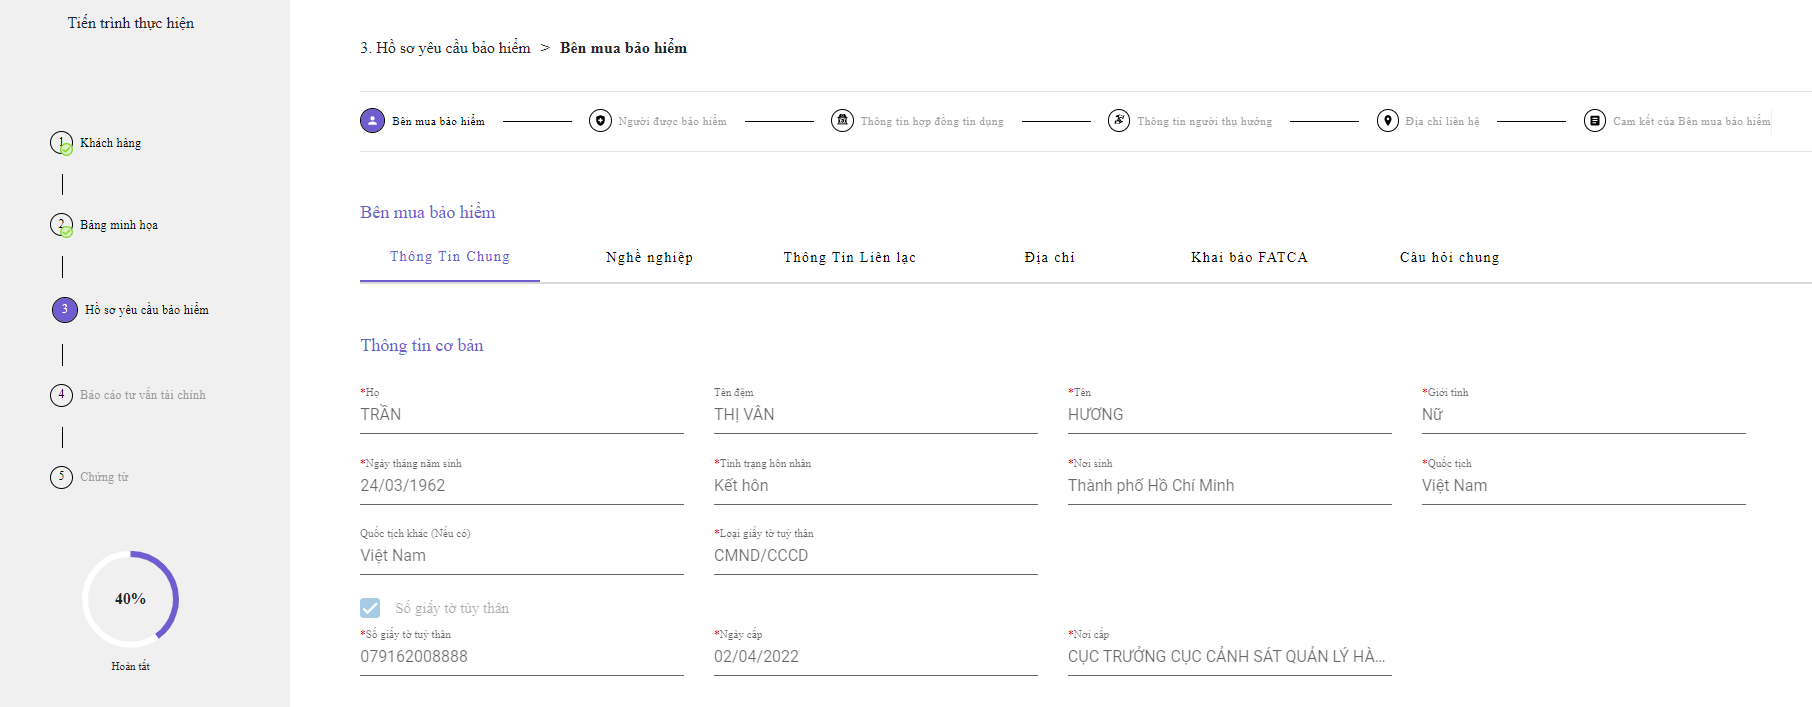 Tiến trình thực hiện
1 Khách hàng
2 Bảng minh họa
3 Hồ sơ yêu cầu bảo hiểm
4 Báo cáo tư vấn tài chính
5 Chứng từ
40%
Hoàn tất
3. Hồ sơ yêu cầu bảo hiểm > Bên mua bảo hiểm
Bên mua bảo hiểm Người được bảo hiểm Thông tin hợp đồng tín dụng Thông tin người thụ hưởng Địa chỉ liên hệ Cam kết của Bên mua bảo hiểm
Bên mua bảo hiểm
Thông Tin Chung Nghề nghiệp Thông Tin Liên lạc Địa chỉ Khai báo FATCA Câu hỏi chung
Thông tin cơ bản
*Họ Tên đệm *Tên *Giới tính
TRẦN THỊ VÂN HƯƠNG Nữ
*Ngày tháng năm sinh *Tình trạng hôn nhân *Nơi sinh *Quốc tịch
24/03/1962 Kết hôn Thành phố Hồ Chí Minh Việt Nam
Quốc tịch khác (Nếu có) *Loại giấy tờ tuỳ thân
Việt Nam CMND/CCCD
Số giấy tờ tùy thân
*Số giấy tờ tuỳ thân *Ngày cấp *Nơi cấp
079162008888 02/04/2022 CỤC TRƯỞNG CỤC CẢNH SÁT QUẢN LÝ HÀ...